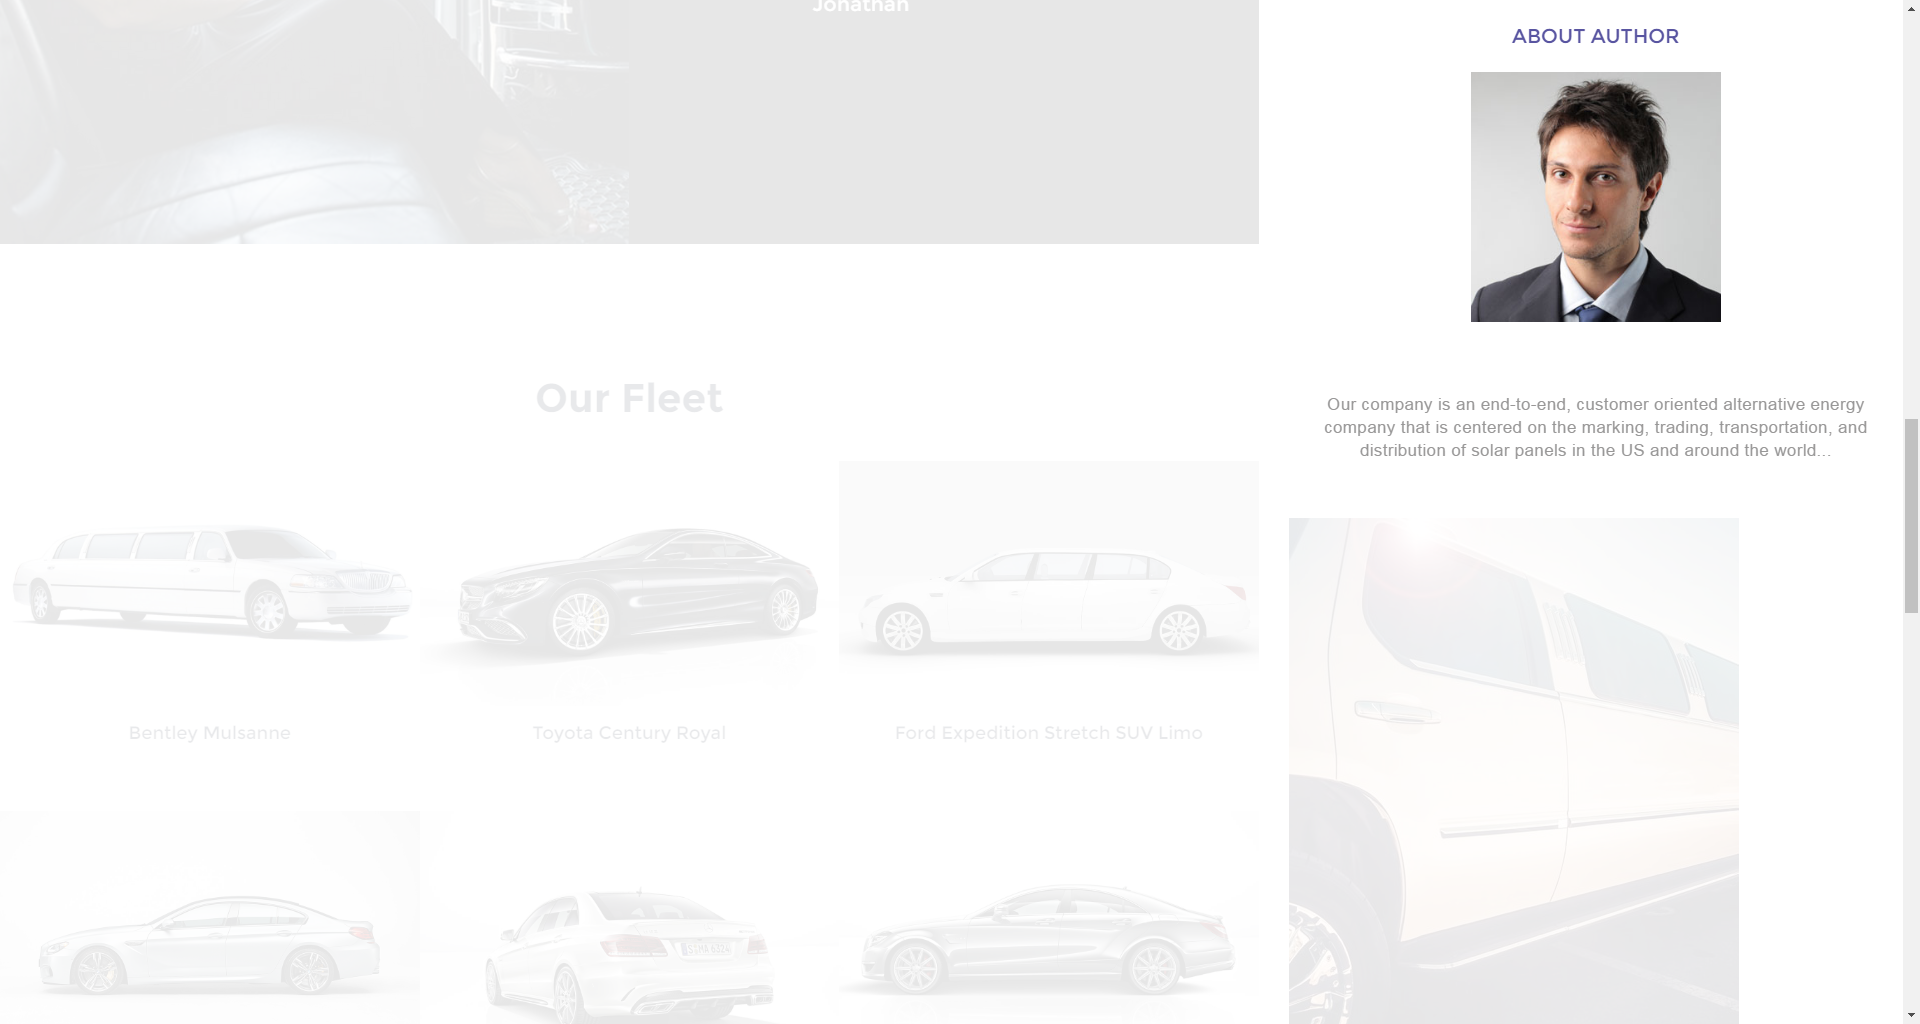 Jonathan
ABOUT AUTHOR
Our company is an end-to-end, customer oriented alternative energy
company that is centered on the marking, trading, transportation, and
distribution of solar panels in the US and around the world...
Our Fleet
Bentley Mulsanne
Toyota Century Royal
Ford Expedition Stretch SUV Limo